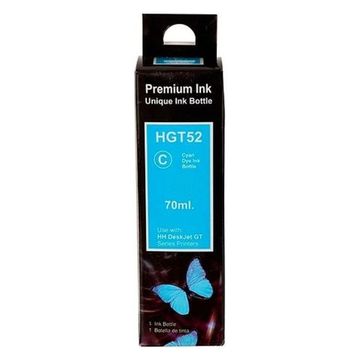 Premium Ink
Unique Ink Bottle
HGT52
C
Cyan
Dye Ink
Bottle
70ml.
Use with
HH DeskJet GT
Series Printers
1 Ink Bottle
1 Botella de tinta